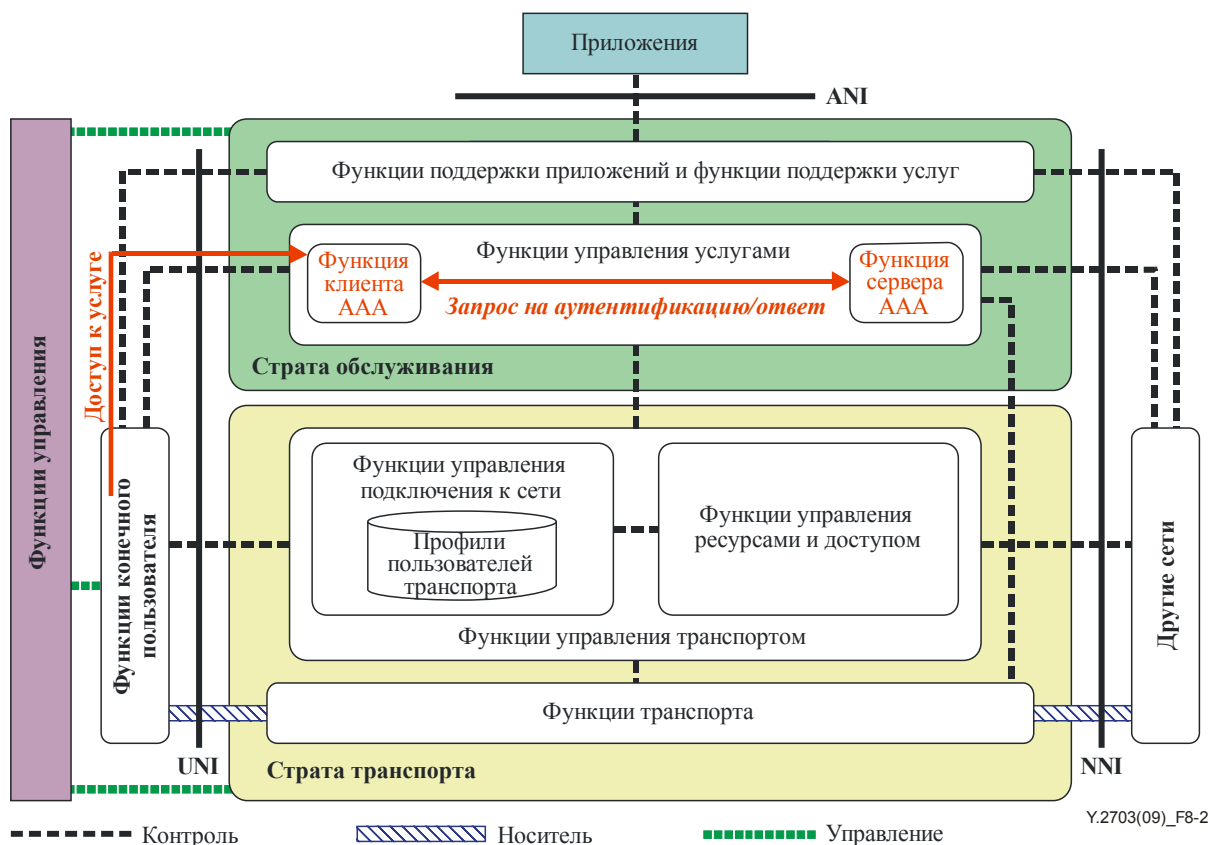 Приложения
ANI
Функции поддержки приложений и функции поддержки услуг
Функции управления услугами
Функция
клиента
ААА
Функция
сервера
ААА
Запрос на аутентификацию/ответ
Доступ к услуге
Страта обслуживания
Функции управления
Функции конечного
пользователя
Функции управления
подключения к сети
Профили
пользователей
транспорта
Функции управления
ресурсами и доступом
Функции управления транспортом
Другие сети
Функции транспорта
UNI
Страта транспорта
NNI
Y.2703(09)_F8-2
Контроль
Носитель
Управление